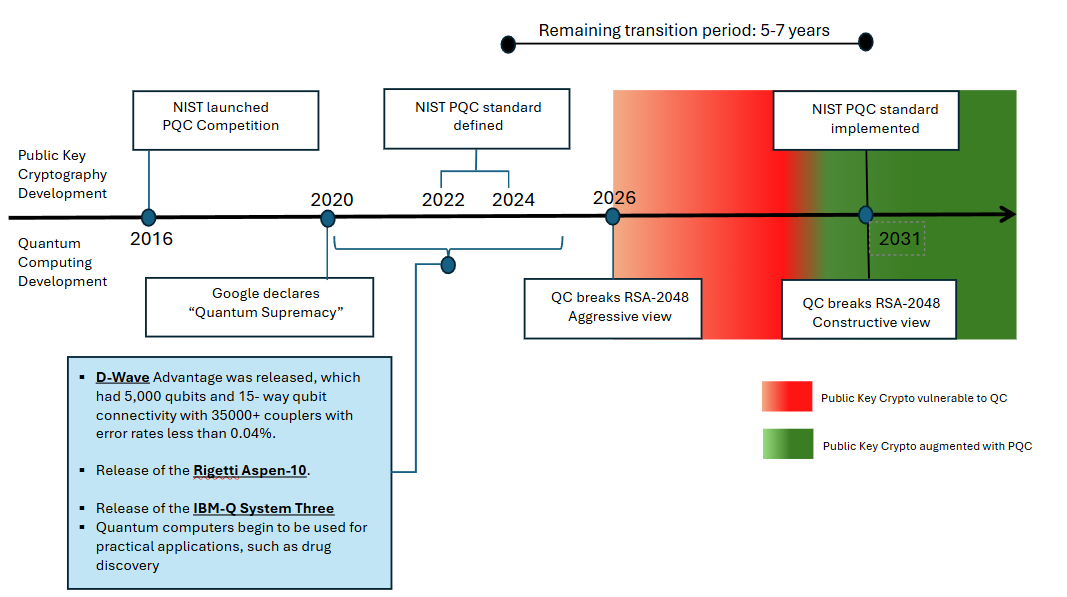 Remaining transition period: 5-7 years
NIST launched
PQC Competition
NIST PQC standard
defined
NIST PQC standard
implemented
Public Key
Cryptography
Development
2020
2022
2024
2026
2016
2031
Quantum
Computing
Development
Google declares
“Quantum Supremacy”
QC breaks RSA-2048
Aggressive view
QC breaks RSA-2048
Constructive view
▪ D-Wave Advantage was released, which
had 5,000 qubits and 15- way qubit
connectivity with 35000+ couplers with
error rates less than 0.04%.
▪ Release of the Rigetti Aspen-10.
▪ Release of the IBM-Q System Three
▪ Quantum computers begin to be used for
practical applications, such as drug
discovery
Public Key Crypto vulnerable to QC
Public Key Crypto augmented with PQC